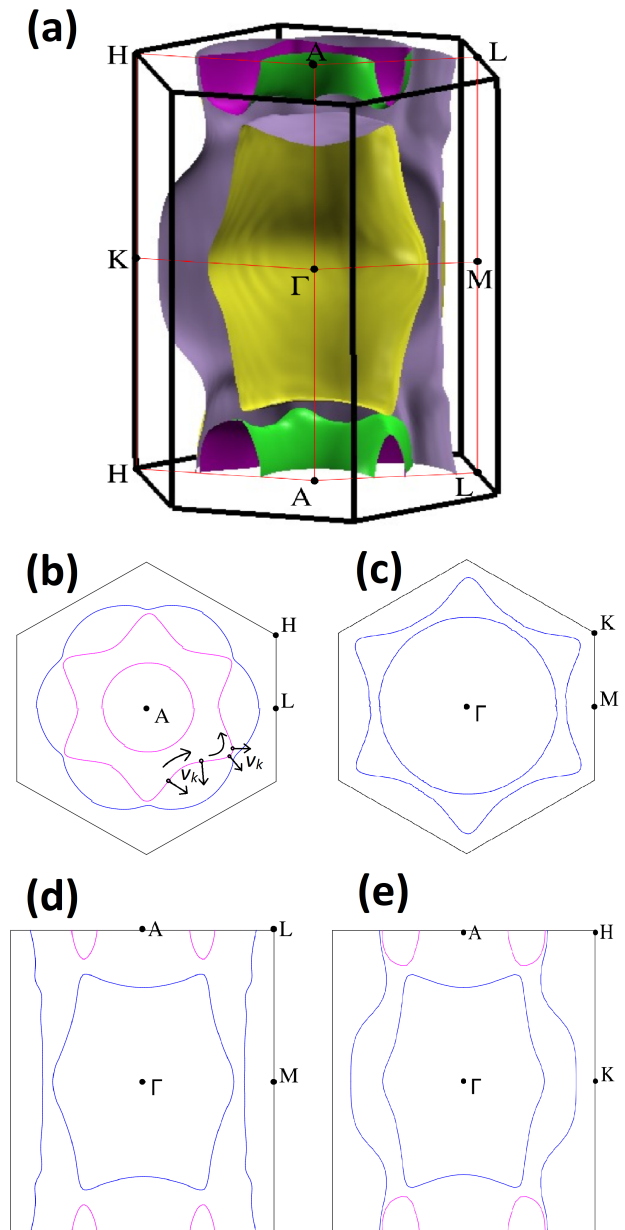 (a)
H A L
K Γ M
H A L
(b) (c)
H K
A L Γ M
v_k v_k
(d) (e)
A L A H
Γ M Γ K